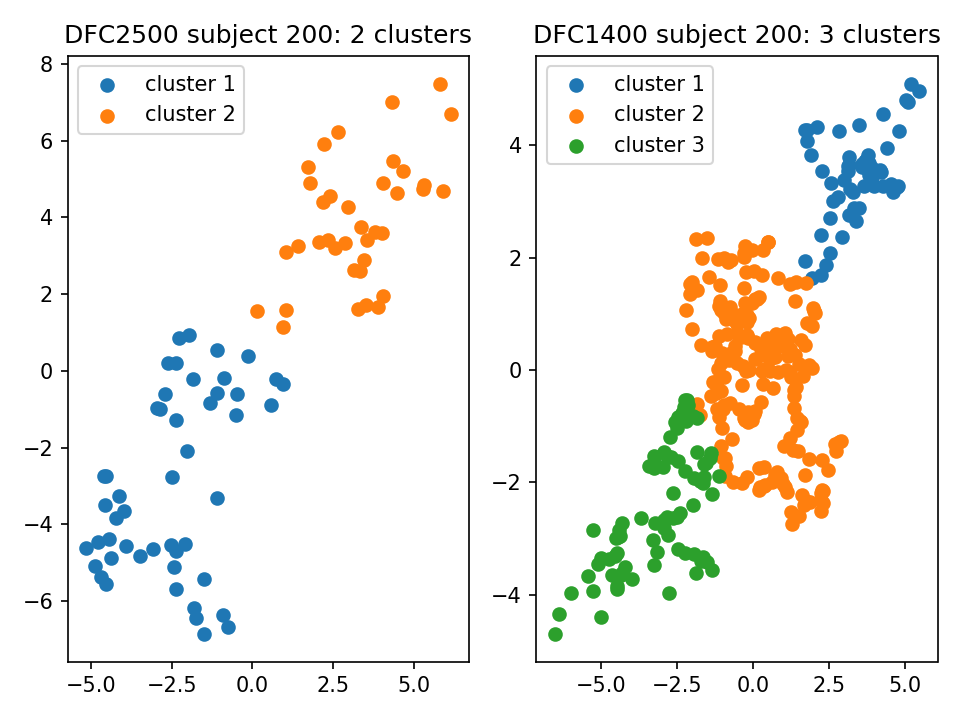 DFC2500 subject 200: 2 clusters
cluster 1
cluster 2
8
6
4
2
0
−2
−4
−6
−5.0 −2.5 0.0 2.5 5.0
DFC1400 subject 200: 3 clusters
cluster 1
cluster 2
cluster 3
4
2
0
−2
−4
−5.0 −2.5 0.0 2.5 5.0